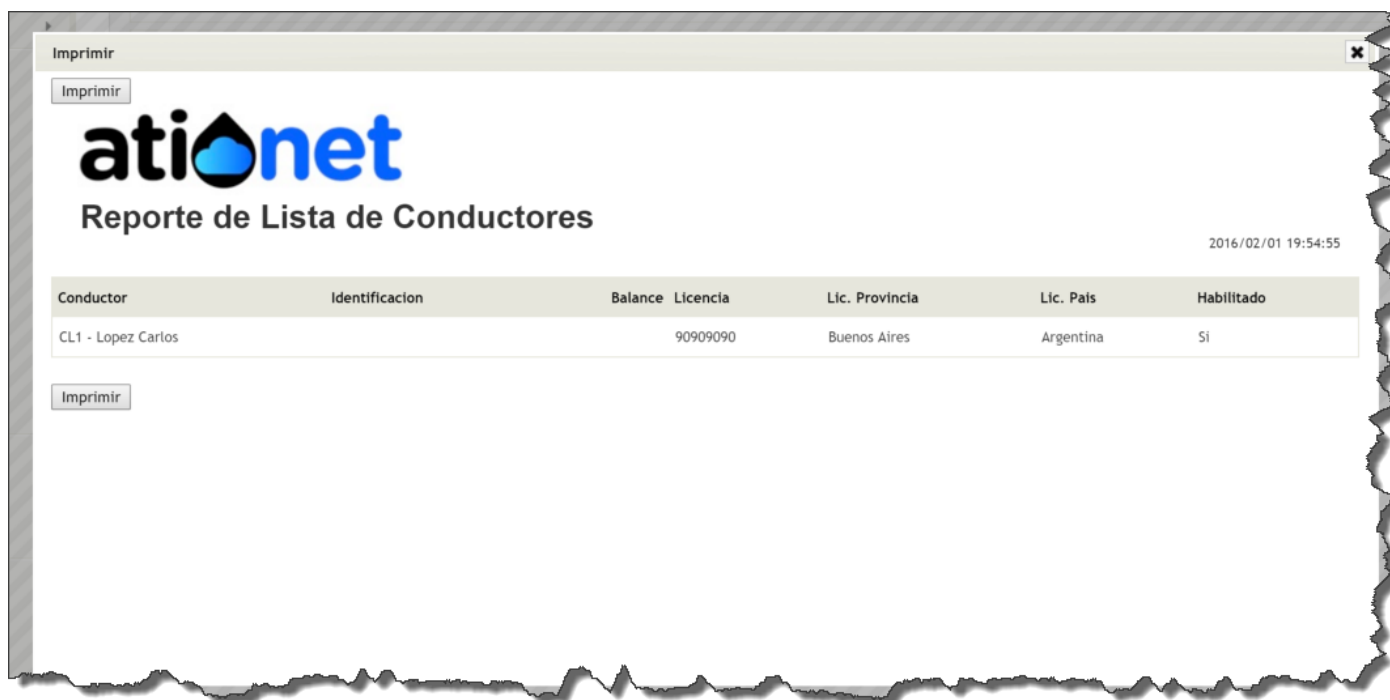 Imprimir
Imprimir
ationet
Reporte de Lista de Conductores
2016/02/01 19:54:55
Conductor Identificacion Balance Licencia Lic. Provincia Lic. Pais Habilitado
CL1 - Lopez Carlos 90909090 Buenos Aires Argentina Si
Imprimir